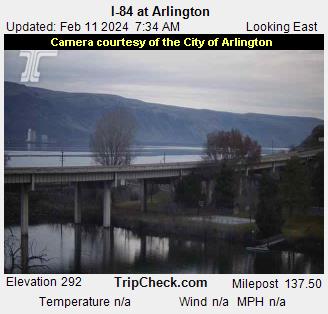 I-84 at Arlington
Updated: Feb 11 2024 7:34 AM Looking East
Camera courtesy of the City of Arlington
Elevation 292 TripCheck.com Milepost 137.50
Temperature n/a Wind n/a MPH n/a